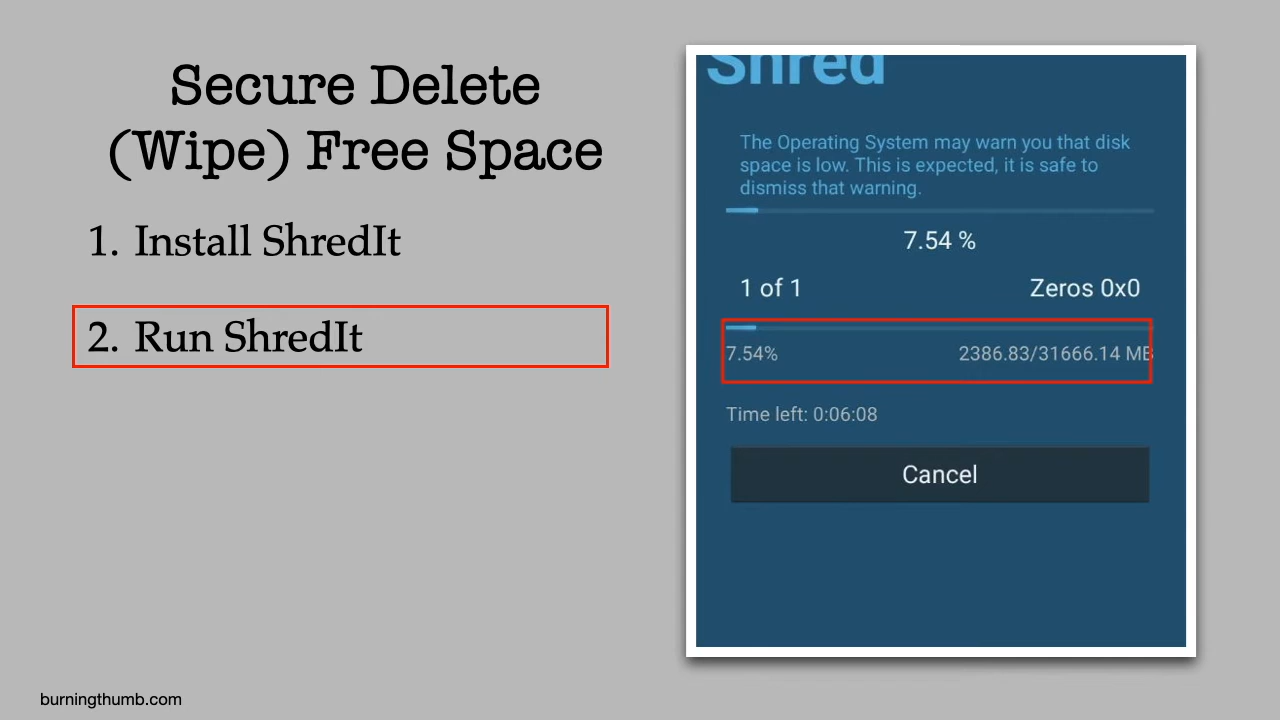 Secure Delete
(Wipe) Free Space
1. Install ShredIt
2. Run ShredIt
burningthumb.com
Shred
The Operating System may warn you that disk
space is low. This is expected, it is safe to
dismiss that warning.
7.54 %
1 of 1 Zeros 0x0
7.54% 2386.83/31666.14 MB
Time left: 0:06:08
Cancel